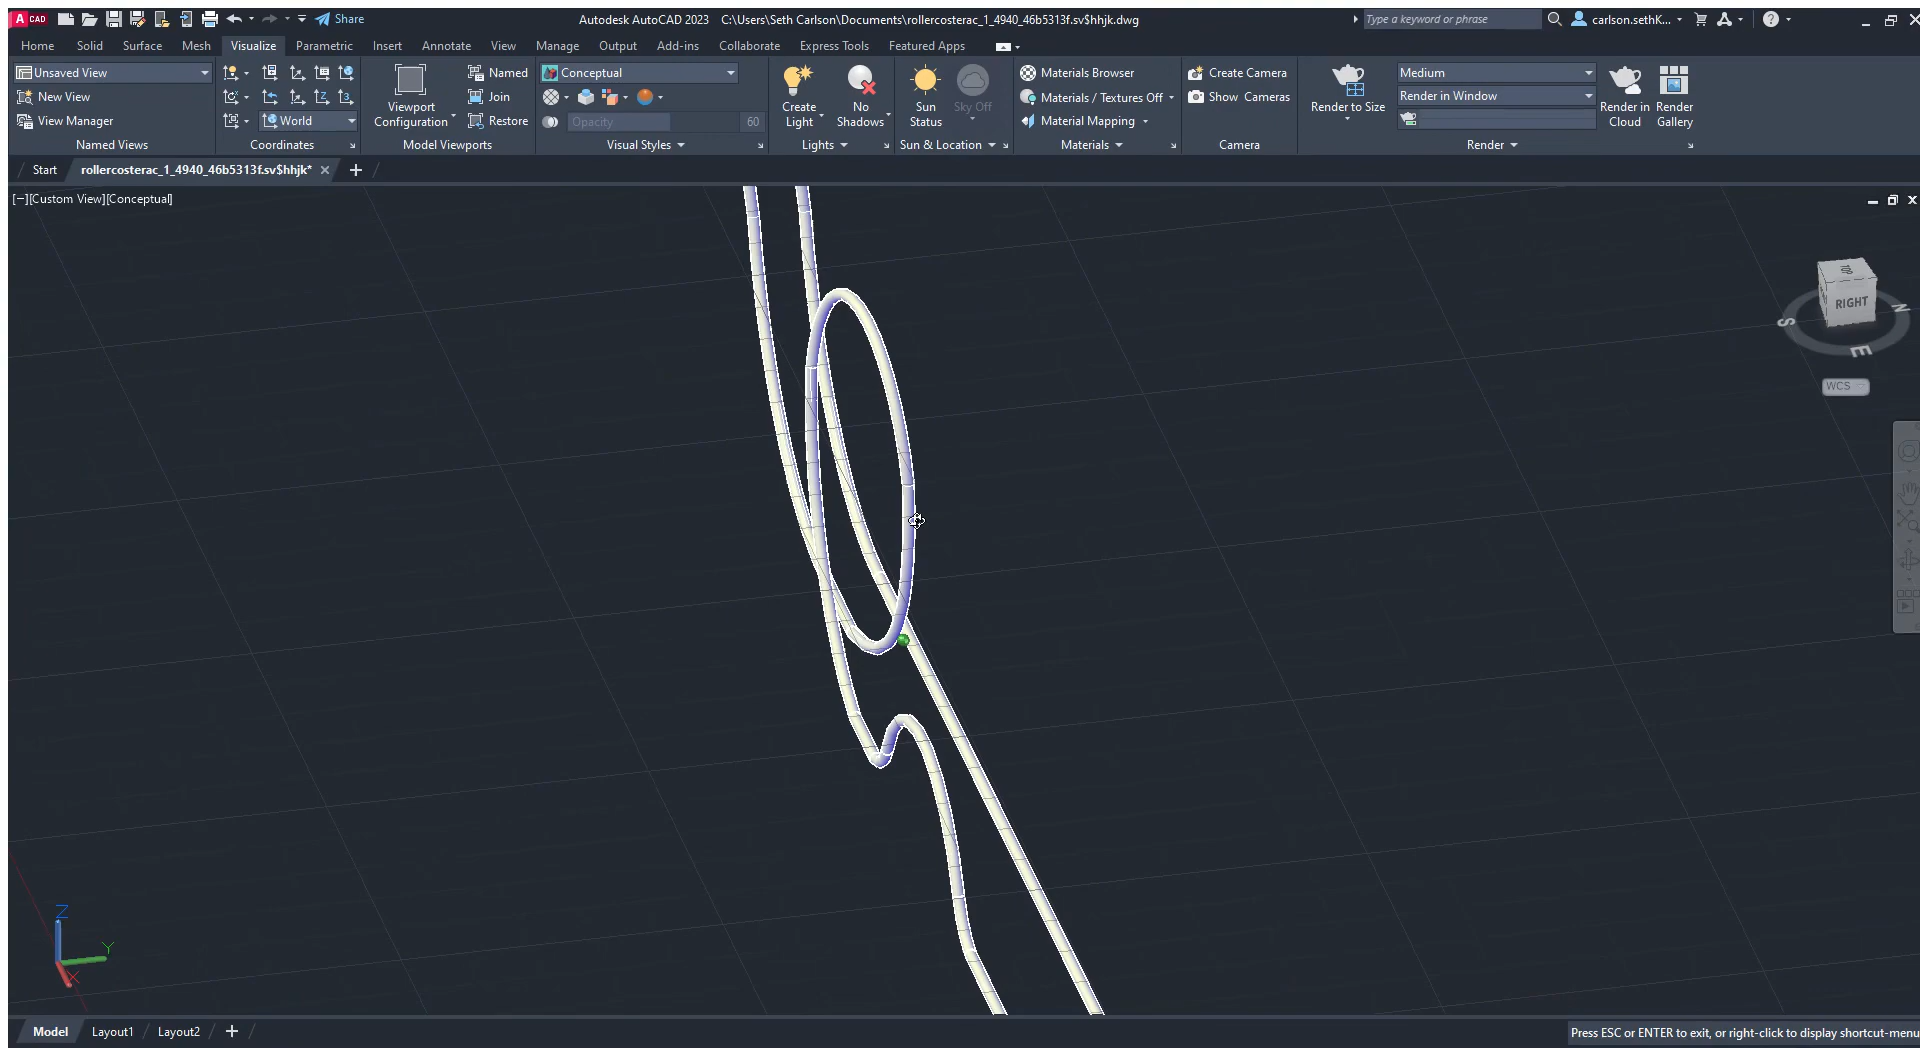 A CAD Share Autodesk AutoCAD 2023 C:\Users\Seth Carlson\Documents\rollercosterac_1_4940_46b5313f.sv$hhjk.dwg Type a keyword or phrase carlson.sethK...
Home Solid Surface Mesh Visualize Parametric Insert Annotate View Manage Output Add-ins Collaborate Express Tools Featured Apps
Unsaved View Named Conceptual Materials Browser Create Camera Medium
New View Join Materials / Textures Off Show Cameras Render in Window
View Manager World Restore Opacity 60 Material Mapping
Viewport Configuration
Create Light
No Shadows
Sun Status
Sky Off
Render to Size
Render in Cloud
Render Gallery
Named Views Coordinates Model Viewports Visual Styles Lights Sun & Location Materials Camera Render
Start rollercosterac_1_4940_46b5313f.sv$hhjk*
[−][Custom View][Conceptual]
TOP
RIGHT
S N
E
WCS
Z
Y
X
Model Layout1 Layout2 Press ESC or ENTER to exit, or right-click to display shortcut-menu